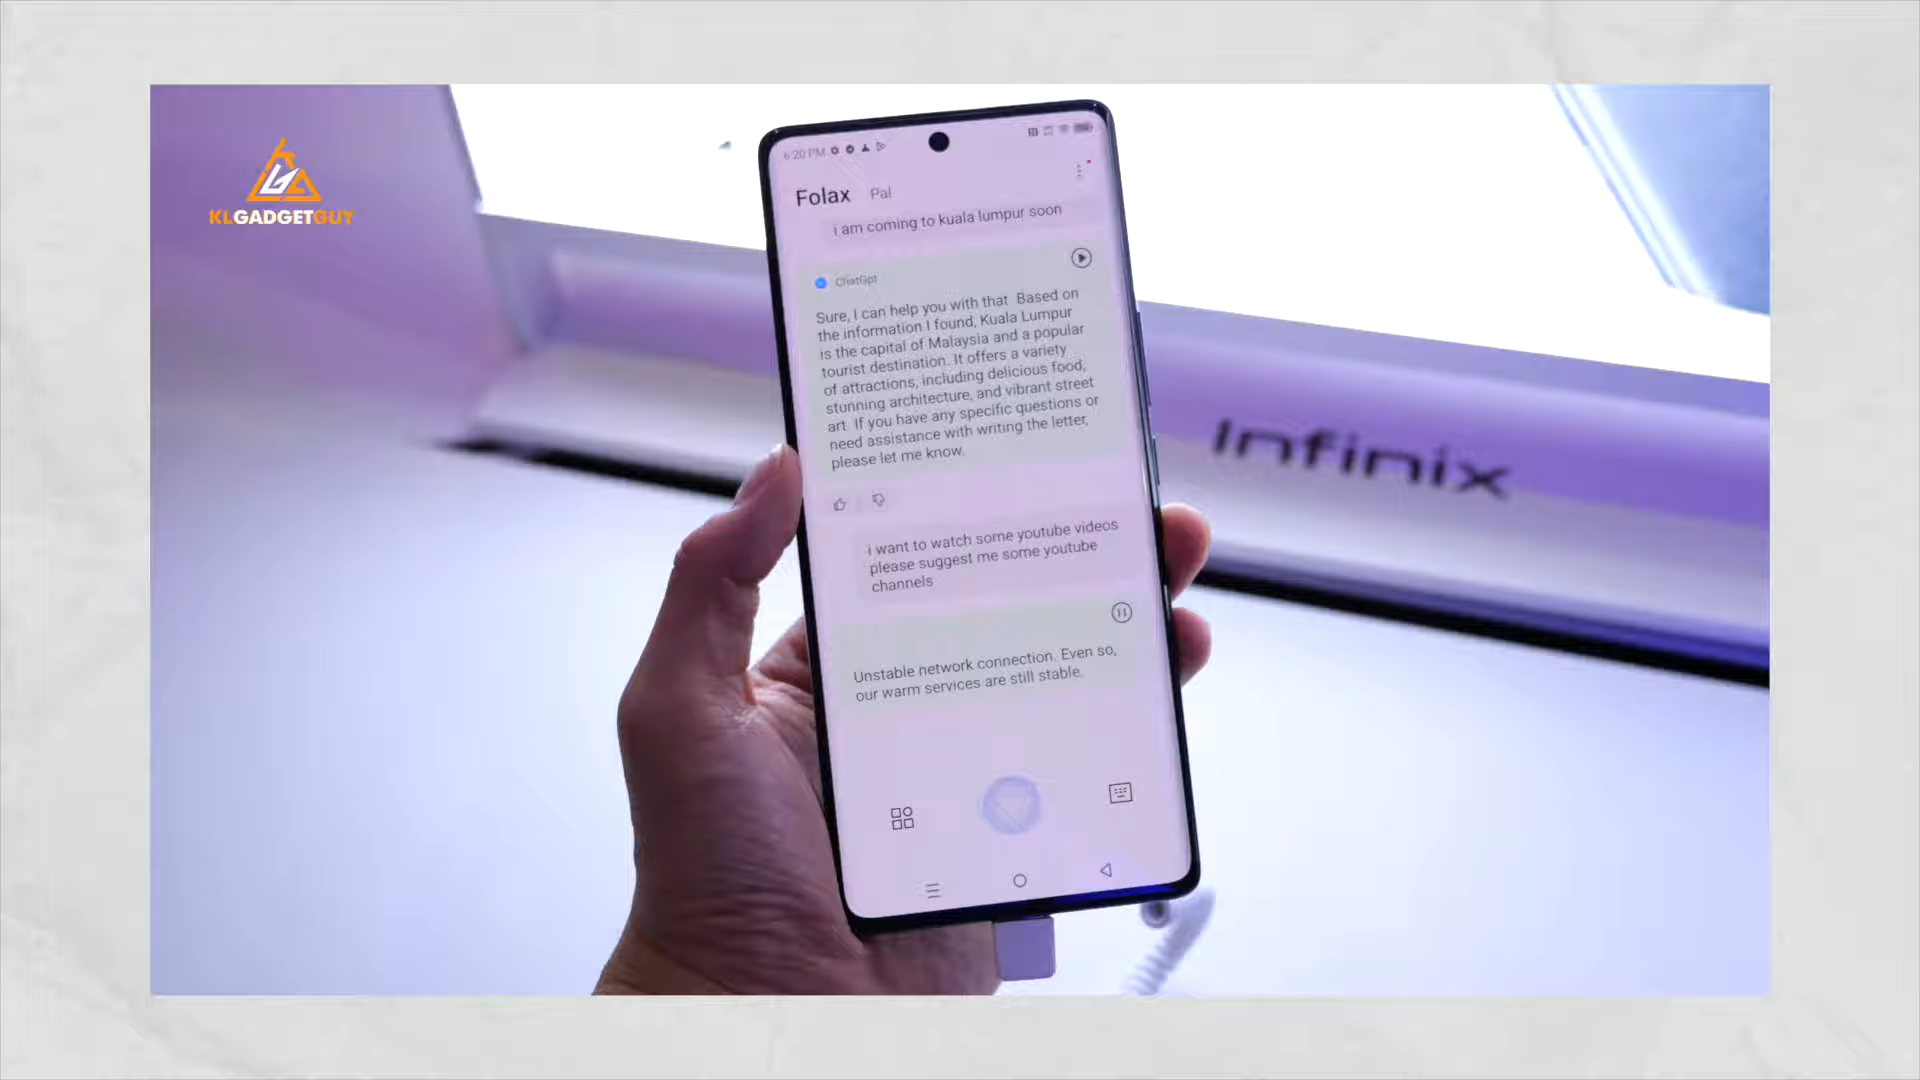 KLGADGETGUY
6:20 PM
Folax Pal
i am coming to kuala lumpur soon
ChatGpt
Sure, I can help you with that Based on
the information I found, Kuala Lumpur
is the capital of Malaysia and a popular
tourist destination. It offers a variety
of attractions, including delicious food,
stunning architecture, and vibrant street
art. If you have any specific questions or
need assistance with writing the letter,
please let me know.
i want to watch some youtube videos
please suggest me some youtube
channels
Unstable network connection. Even so,
our warm services are still stable.
Infinix